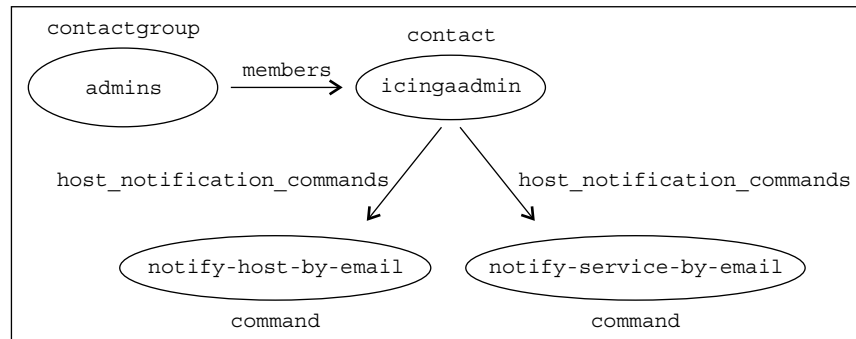 contactgroup
contact
admins
members
icingaadmin
host_notification_commands
host_notification_commands
notify-host-by-email
notify-service-by-email
command
command